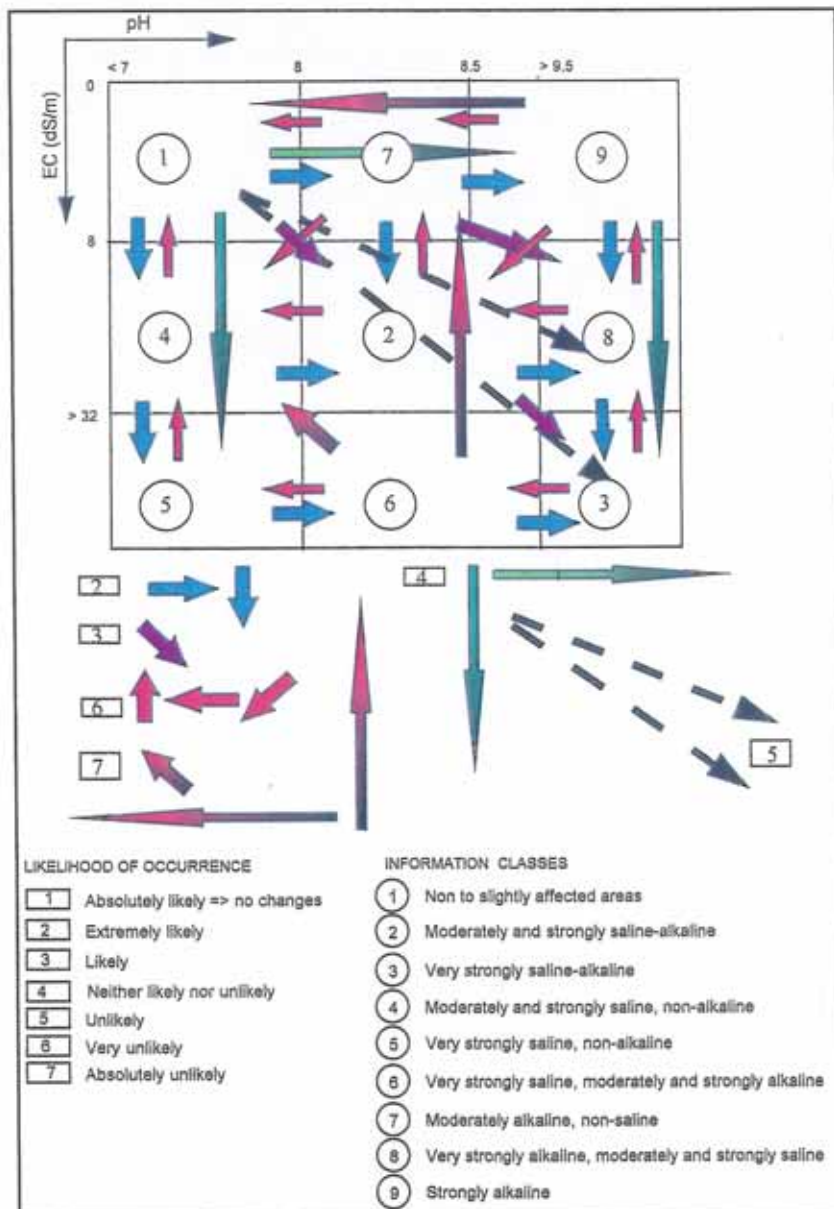 pH
< 7
8
8.5
> 9.5
0
EC (dS/m)
1
7
9
8
4
2
8
> 32
5
6
3
2
4
3
6
5
7
LIKELIHOOD OF OCCURRENCE
1 Absolutely likely => no changes
2 Extremely likely
3 Likely
4 Neither likely nor unlikely
5 Unlikely
6 Very unlikely
7 Absolutely unlikely
INFORMATION CLASSES
1 Non to slightly affected areas
2 Moderately and strongly saline-alkaline
3 Very strongly saline-alkaline
4 Moderately and strongly saline, non-alkaline
5 Very strongly saline, non-alkaline
6 Very strongly saline, moderately and strongly alkaline
7 Moderately alkaline, non-saline
8 Very strongly alkaline, moderately and strongly saline
9 Strongly alkaline